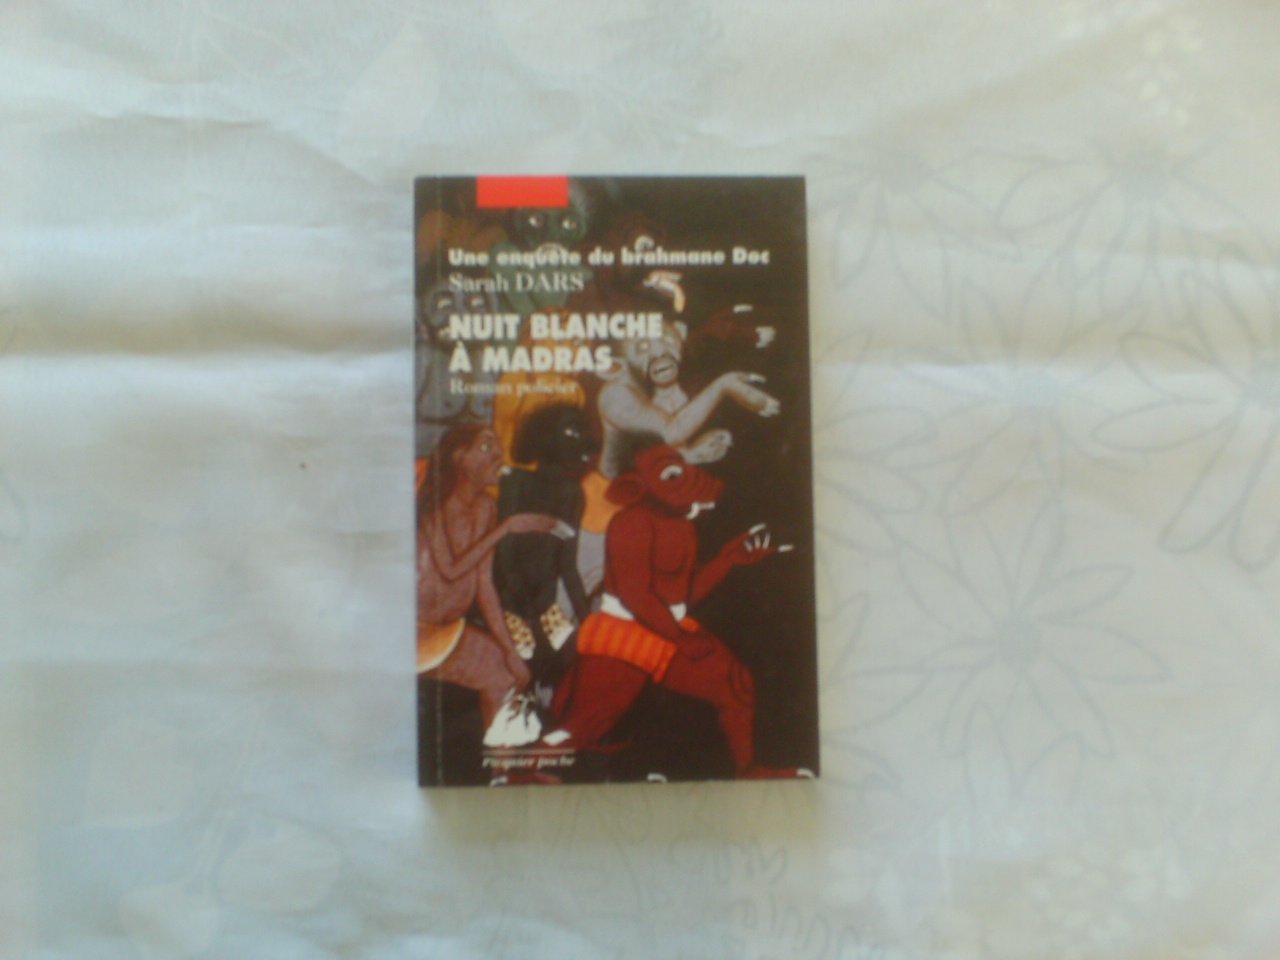 Une enquête du brahmane Doc
Sarah DARS
NUIT BLANCHE
À MADRAS
Roman policier
Picquier poche